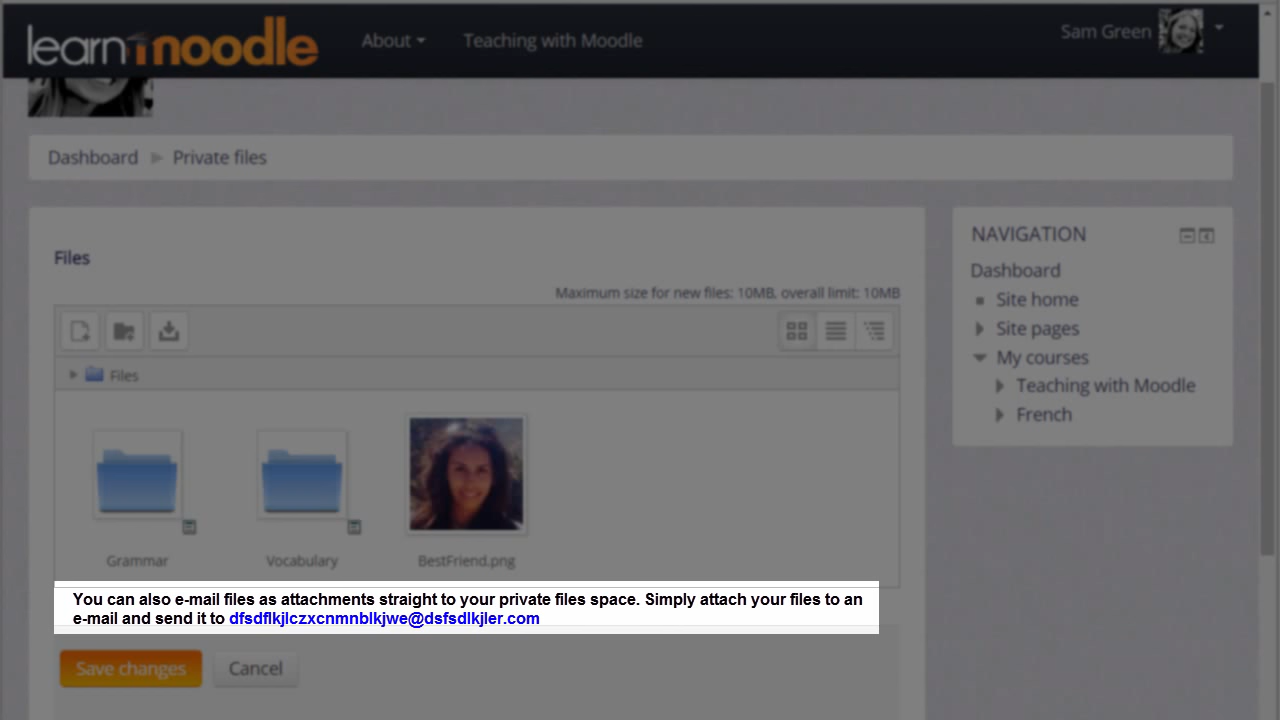 learn moodle
About
Teaching with Moodle
Sam Green
Dashboard
Private files
Files
Maximum size for new files: 10MB, overall limit: 10MB
Files
Grammar
Vocabulary
BestFriend.png
You can also e-mail files as attachments straight to your private files space. Simply attach your files to an
e-mail and send it to dfsdflkjlczxcnmnblkjwe@dsfsdlkjler.com
Save changes
Cancel
NAVIGATION
Dashboard
Site home
Site pages
My courses
Teaching with Moodle
French